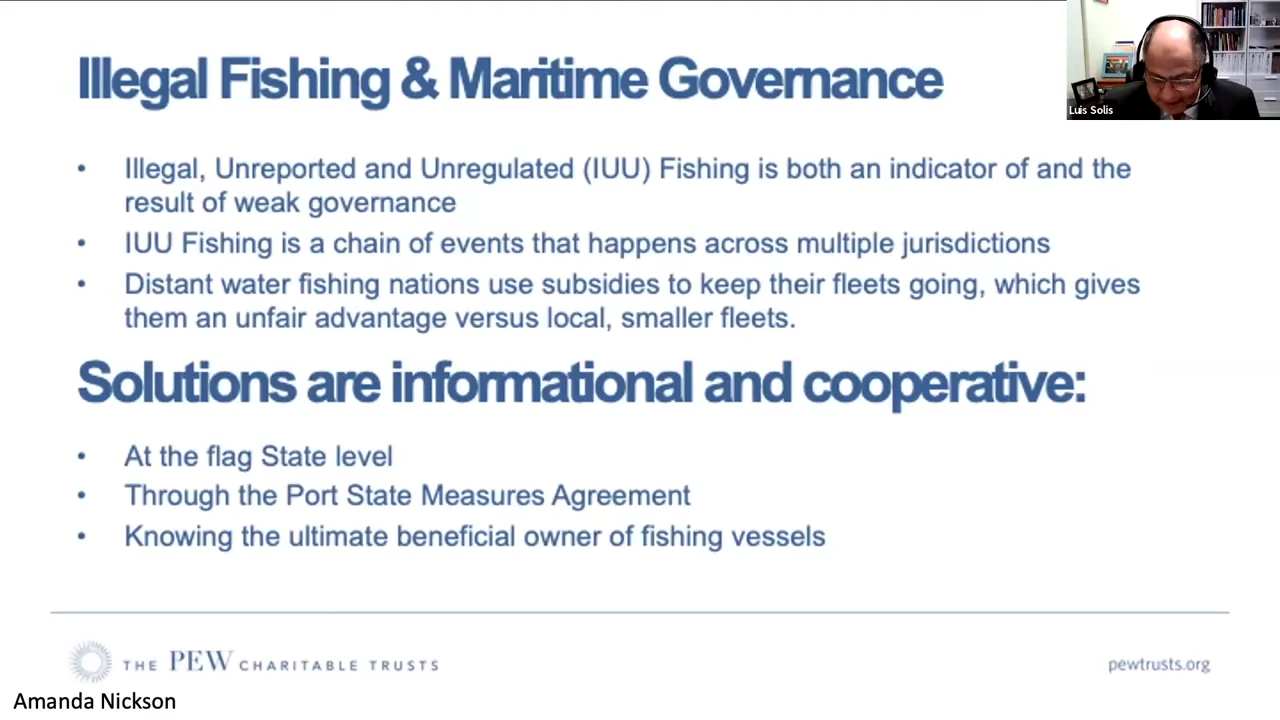 Illegal Fishing & Maritime Governance
Luis Solis
• Illegal, Unreported and Unregulated (IUU) Fishing is both an indicator of and the
result of weak governance
• IUU Fishing is a chain of events that happens across multiple jurisdictions
• Distant water fishing nations use subsidies to keep their fleets going, which gives
them an unfair advantage versus local, smaller fleets.
Solutions are informational and cooperative:
• At the flag State level
• Through the Port State Measures Agreement
• Knowing the ultimate beneficial owner of fishing vessels
THE PEW CHARITABLE TRUSTS
pewtrusts.org
Amanda Nickson